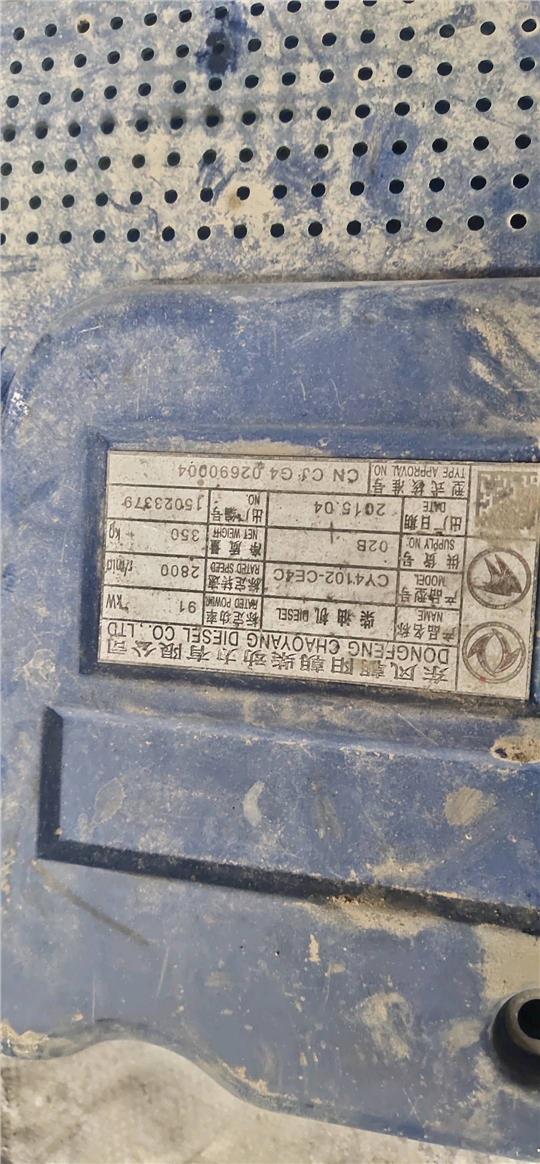 东风朝阳朝柴动力有限公司
DONGFENG CHAOYANG DIESEL CO.,LTD
产品名称 NAME 柴油机 DIESEL 标定功率 RATED POWER 91 kW
产品型号 MODEL CY4102-CE4C 标定转速 RATED SPEED 2800 r/min
供货号 SUPPLY NO. 02B 净质量 NET WEIGHT 350 kg
出厂日期 DATE 2015.04 出厂编号 NO. 15023379
型式核准号 TYPE APPROVAL NO. CN CJ G4 02690004